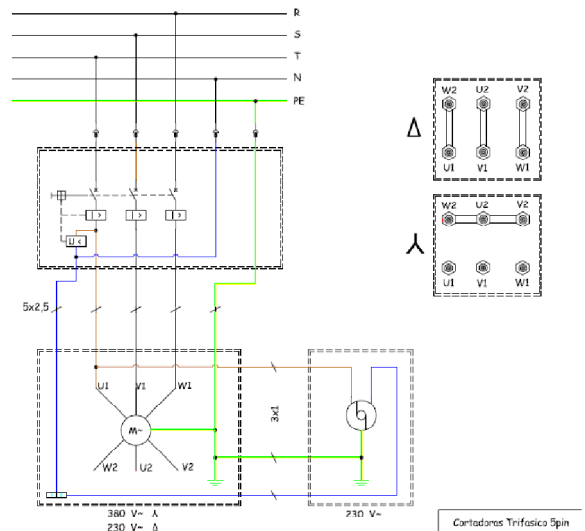 R
S
T
N
PE
W2 U2 V2
Δ
U1 V1 W1
W2 U2 V2
U1 V1 W1
I> I> I>
U<
5x2,5
3x1
U1 V1 W1
M~
W2 U2 V2
380 V~ ⅄
230 V~ Δ
230 V~
Cortadoras Trifasico 5pin